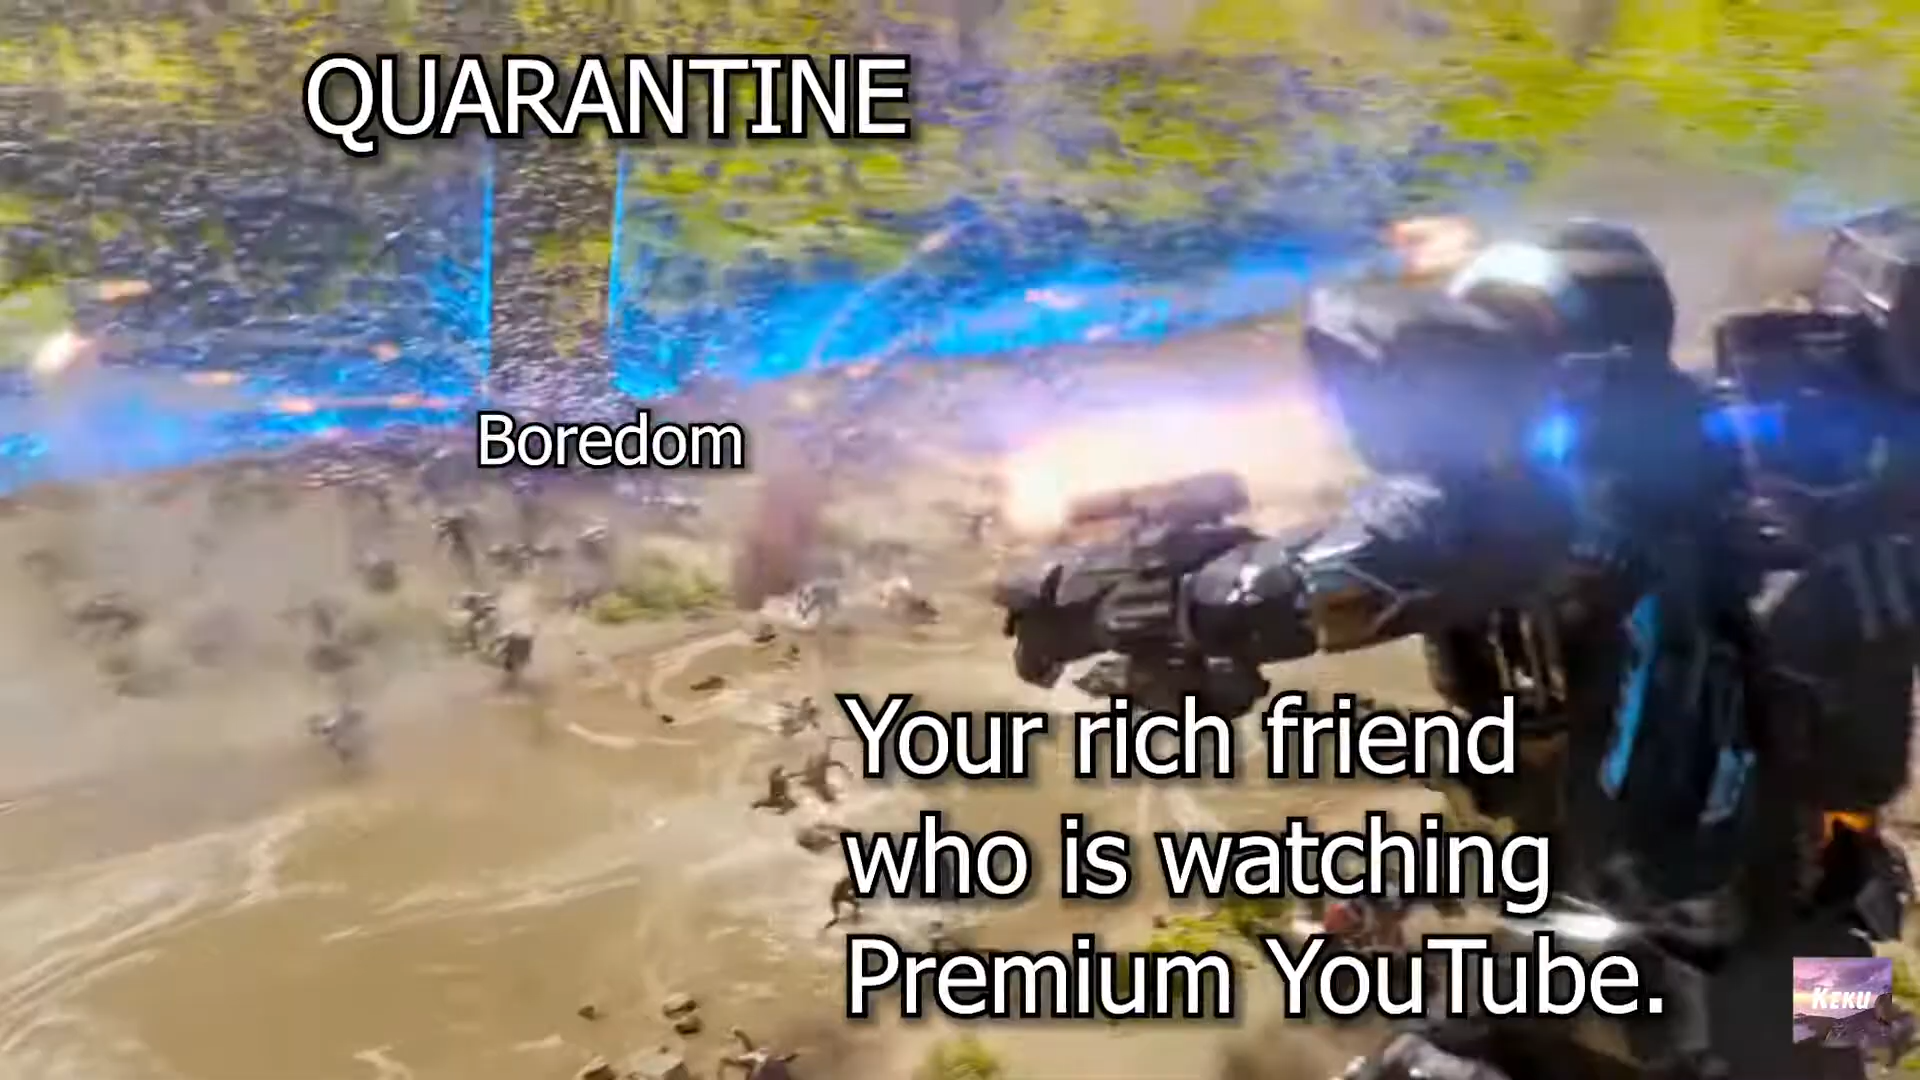 QUARANTINE
Boredom
Your rich friend
who is watching
Premium YouTube.
KEKU